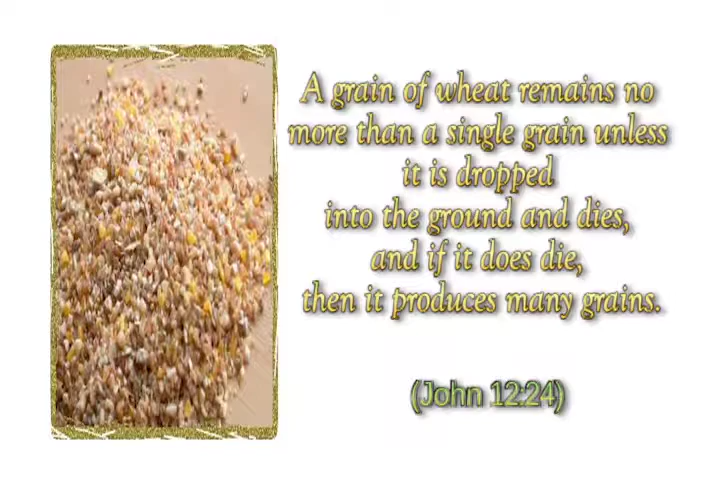 A grain of wheat remains no
more than a single grain unless
it is dropped
into the ground and dies,
and if it does die,
then it produces many grains.
(John 12:24)